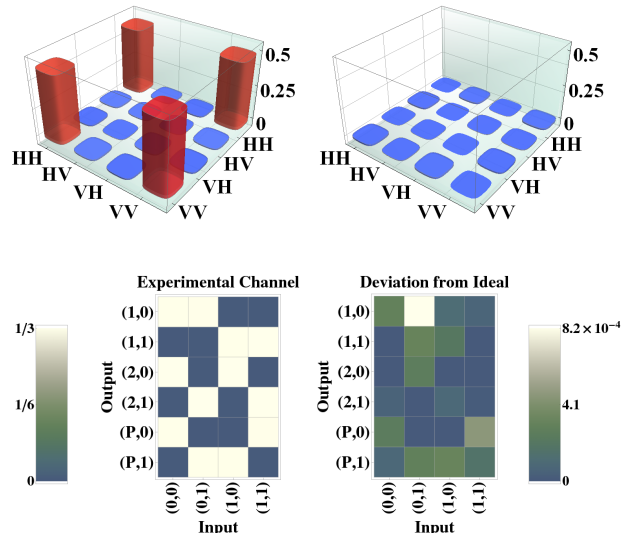 0.5
0.25
0
HH
HV
VH
VV
HH
HV
VH
VV
0.5
0.25
0
HH
HV
VH
VV
HH
HV
VH
VV
Experimental Channel
Deviation from Ideal
1/3
1/6
0
Output
(1,0)
(1,1)
(2,0)
(2,1)
(P,0)
(P,1)
(0,0)
(0,1)
(1,0)
(1,1)
Input
Output
(1,0)
(1,1)
(2,0)
(2,1)
(P,0)
(P,1)
(0,0)
(0,1)
(1,0)
(1,1)
Input
8.2 × 10⁻⁴
4.1
0